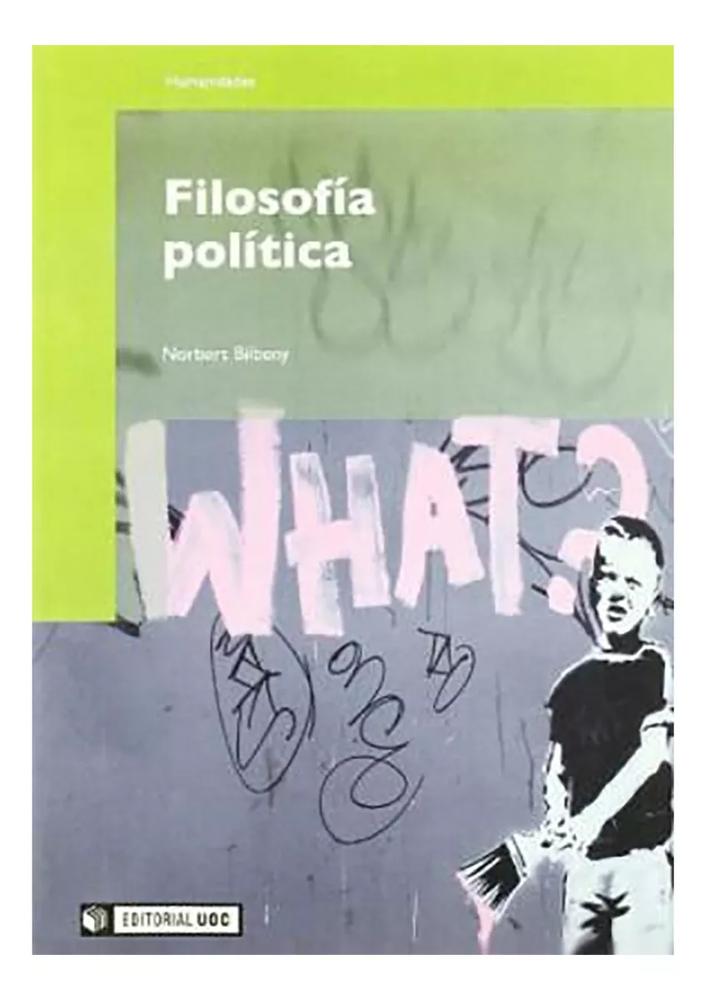 Humanidades
Filosofía
política
Norbert Bilbeny
WHAT?
EDITORIAL UOC